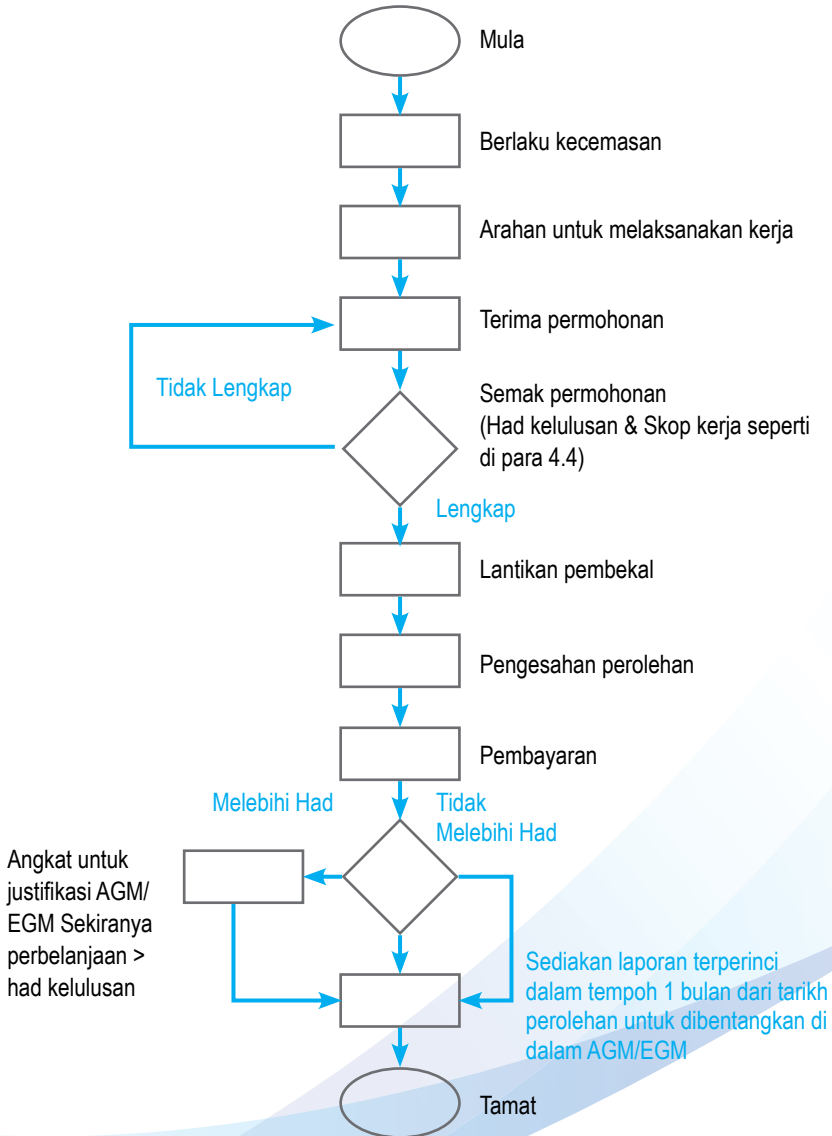 Mula
Berlaku kecemasan
Arahan untuk melaksanakan kerja
Terima permohonan
Tidak Lengkap
Semak permohonan
(Had kelulusan & Skop kerja seperti
di para 4.4)
Lengkap
Lantikan pembekal
Pengesahan perolehan
Pembayaran
Melebihi Had
Tidak
Melebihi Had
Angkat untuk
justifikasi AGM/
EGM Sekiranya
perbelanjaan >
had kelulusan
Sediakan laporan terperinci
dalam tempoh 1 bulan dari tarikh
perolehan untuk dibentangkan di
dalam AGM/EGM
Tamat